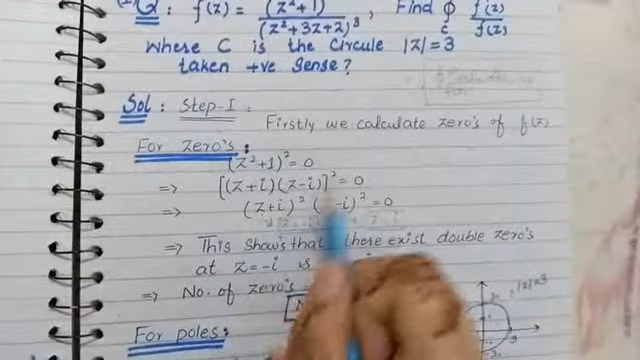 Q: f(z) = (z²+1) / (z²+3z+2)³, Find ∮c f'(z)/f(z)
where C is the Circule |z|=3
taken +ve Sense?
Sol: Step-I:
Firstly we calculate zero's of f(z)
For zero's:
(z²+1)² = 0
=> [(z+i)(z-i)]² = 0
=> (z+i)² ( -i)² = 0
=> This shows that there exist double zero's
at z=-i
=> No. of zero's
|z|=3
For poles: